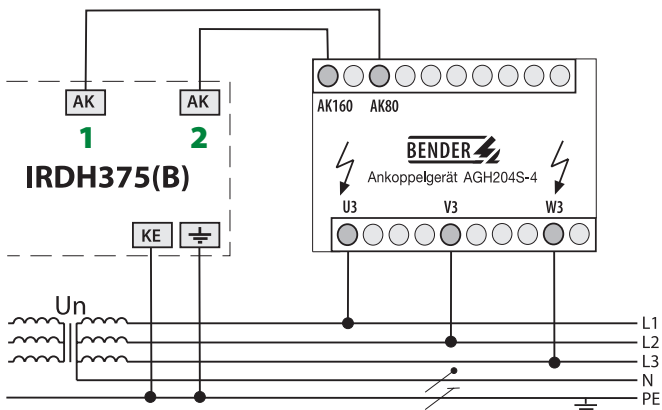 AK
AK
1
2
IRDH375(B)
KE
AK160 AK80
BENDER
Ankoppelgerät AGH204S-4
U3 V3 W3
Un
L1
L2
L3
N
PE